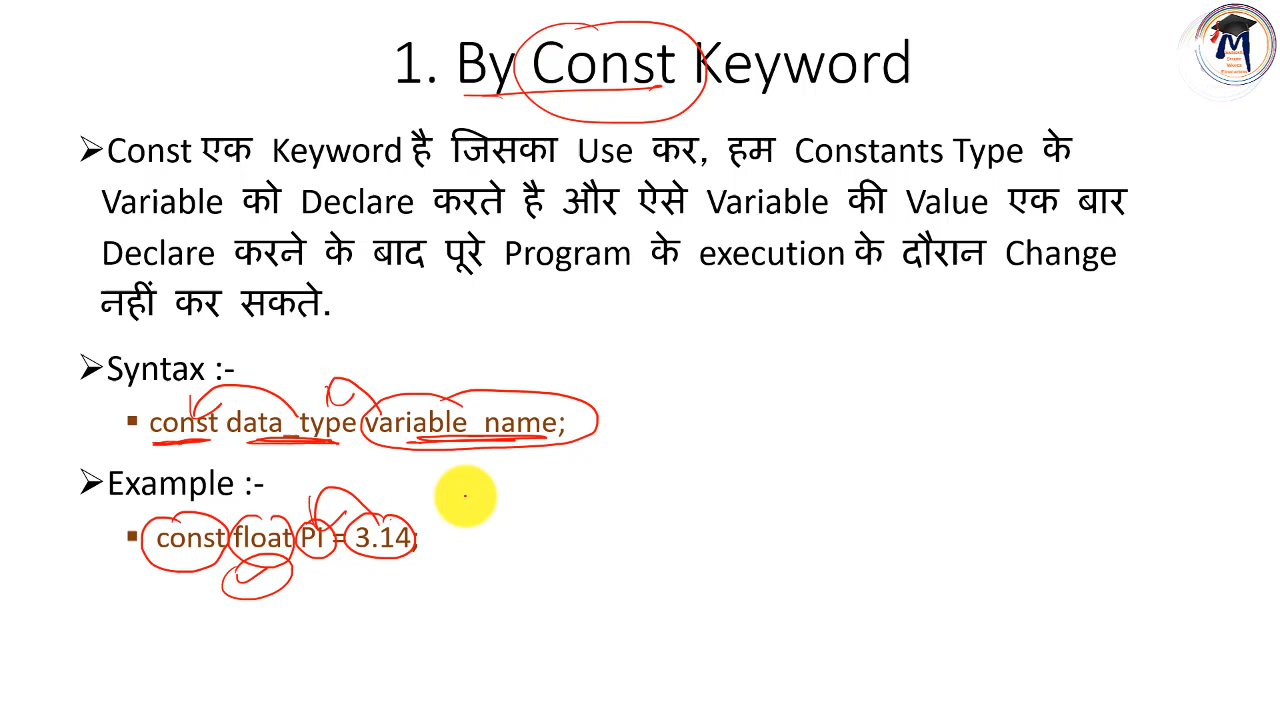 1. By Const Keyword
➢Const एक Keyword है जिसका Use कर, हम Constants Type के
Variable को Declare करते है और ऐसे Variable की Value एक बार
Declare करने के बाद पूरे Program के execution के दौरान Change
नहीं कर सकते.
➢Syntax :-
▪ const data_type variable_name;
➢Example :-
▪ const float PI = 3.14;